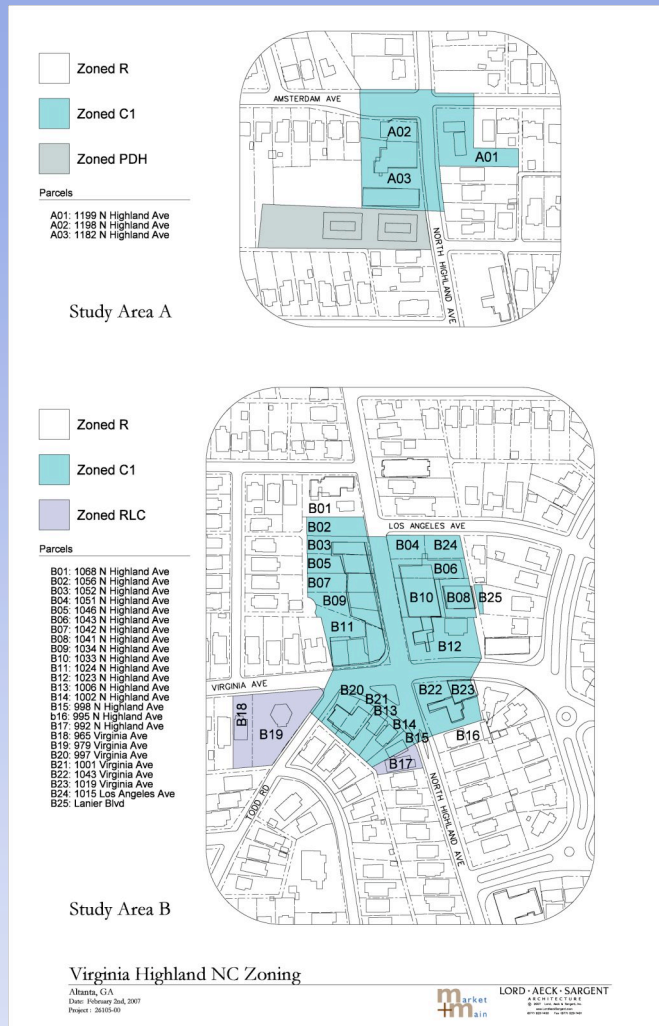 Zoned R
Zoned C1
Zoned PDH
Parcels
A01: 1199 N Highland Ave
A02: 1198 N Highland Ave
A03: 1182 N Highland Ave
Study Area A
AMSTERDAM AVE
A02
A01
A03
NORTH HIGHLAND AVE
Zoned R
Zoned C1
Zoned RLC
Parcels
B01: 1068 N Highland Ave
B02: 1056 N Highland Ave
B03: 1052 N Highland Ave
B04: 1051 N Highland Ave
B05: 1046 N Highland Ave
B06: 1043 N Highland Ave
B07: 1042 N Highland Ave
B08: 1041 N Highland Ave
B09: 1034 N Highland Ave
B10: 1033 N Highland Ave
B11: 1024 N Highland Ave
B12: 1023 N Highland Ave
B13: 1006 N Highland Ave
B14: 1002 N Highland Ave
B15: 998 N Highland Ave
b16: 995 N Highland Ave
B17: 992 N Highland Ave
B18: 965 Virginia Ave
B19: 979 Virginia Ave
B20: 997 Virginia Ave
B21: 1001 Virginia Ave
B22: 1043 Virginia Ave
B23: 1019 Virginia Ave
B24: 1015 Los Angeles Ave
B25: Lanier Blvd
Study Area B
B01
B02
LOS ANGELES AVE
B03
B04 B24
B05
B06
B07
B25
B09
B10
B08
B11
B12
VIRGINIA AVE
B20
B22
B23
B21
B18
B13
B19
B14
B16
B15
B17
TODD RD
NORTH HIGHLAND AVE
Virginia Highland NC Zoning
Altanta, GA
Date: February 2nd, 2007
Project: 26105-00
market
+main
LORD · AECK · SARGENT
ARCHITECTURE